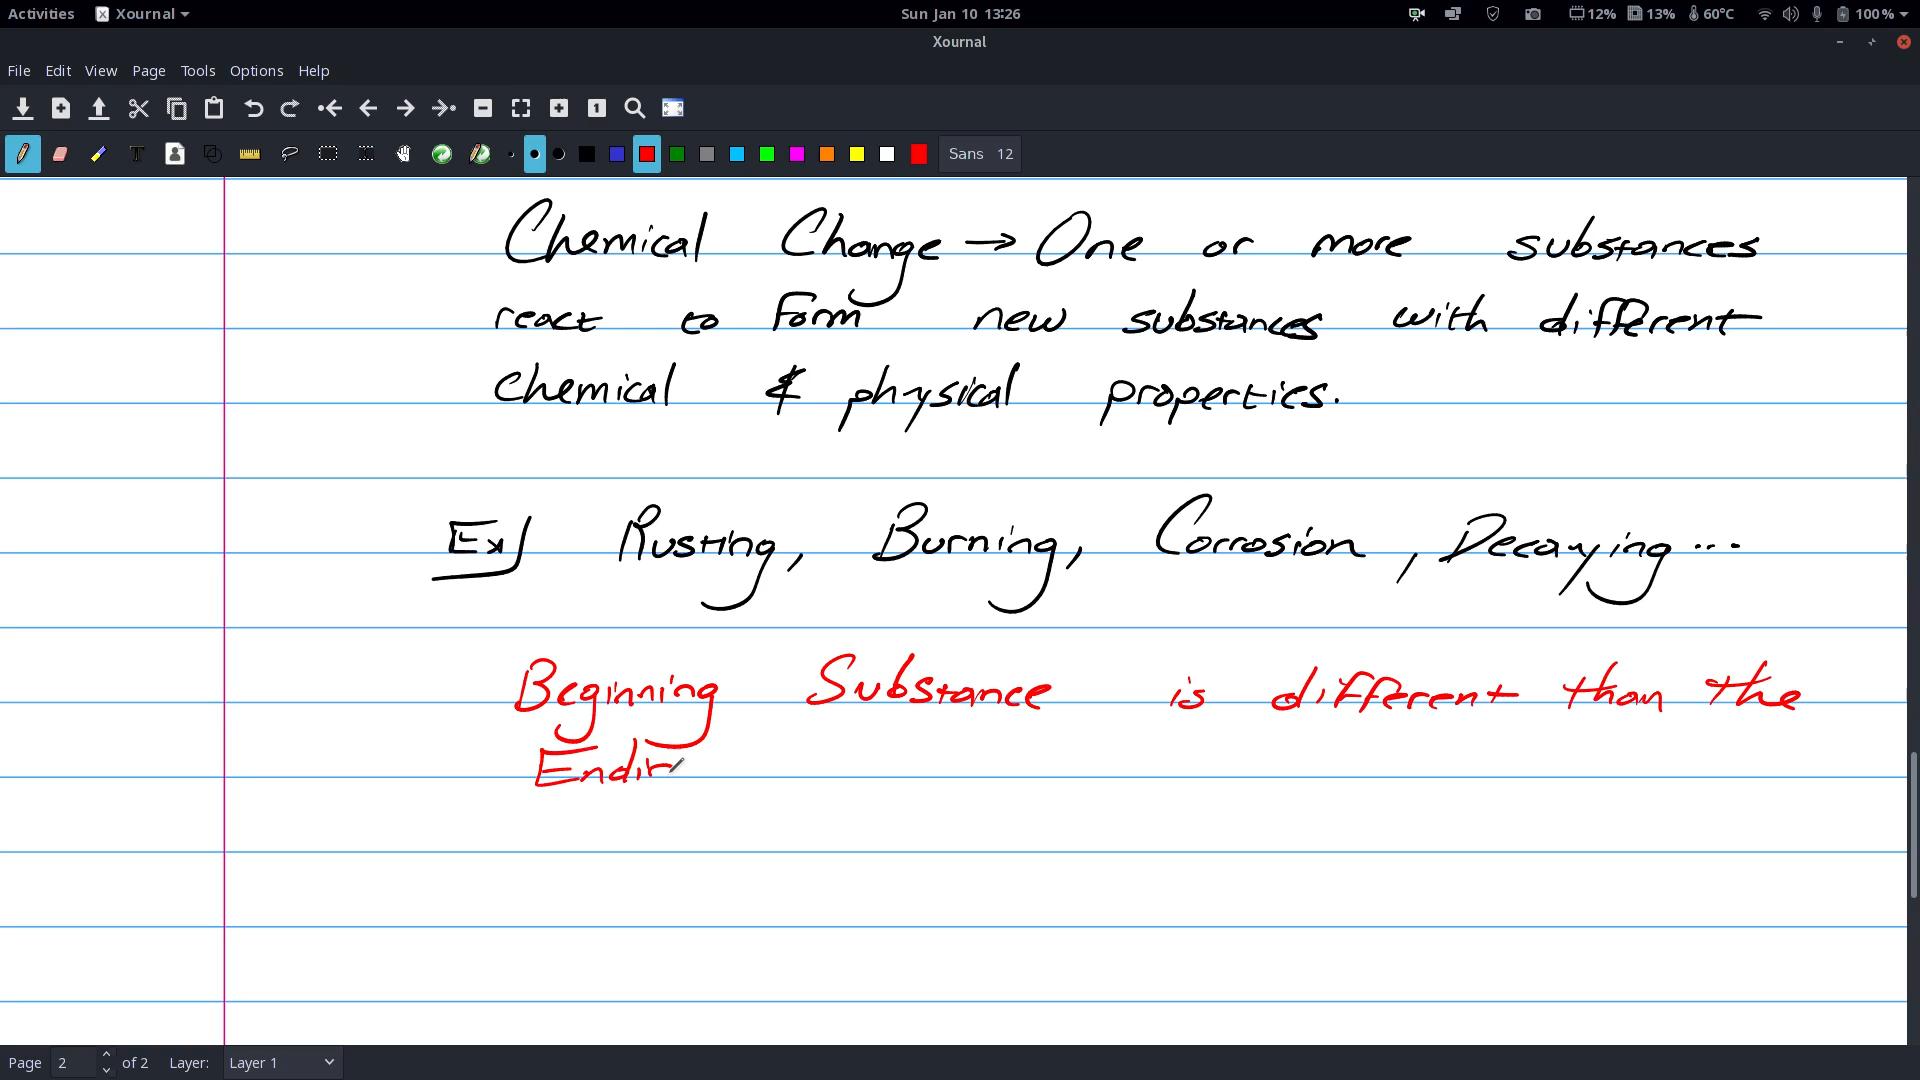 Activities Xournal Sun Jan 10 13:26 12% 13% 60°C 100 %
Xournal
File Edit View Page Tools Options Help
Sans 12
Chemical Change → One or more substances
react to form new substances with different
chemical & physical properties.
Ex) Rusting, Burning, Corrosion, Decaying...
Beginning Substance is different than the
Endin
Page 2 of 2 Layer: Layer 1